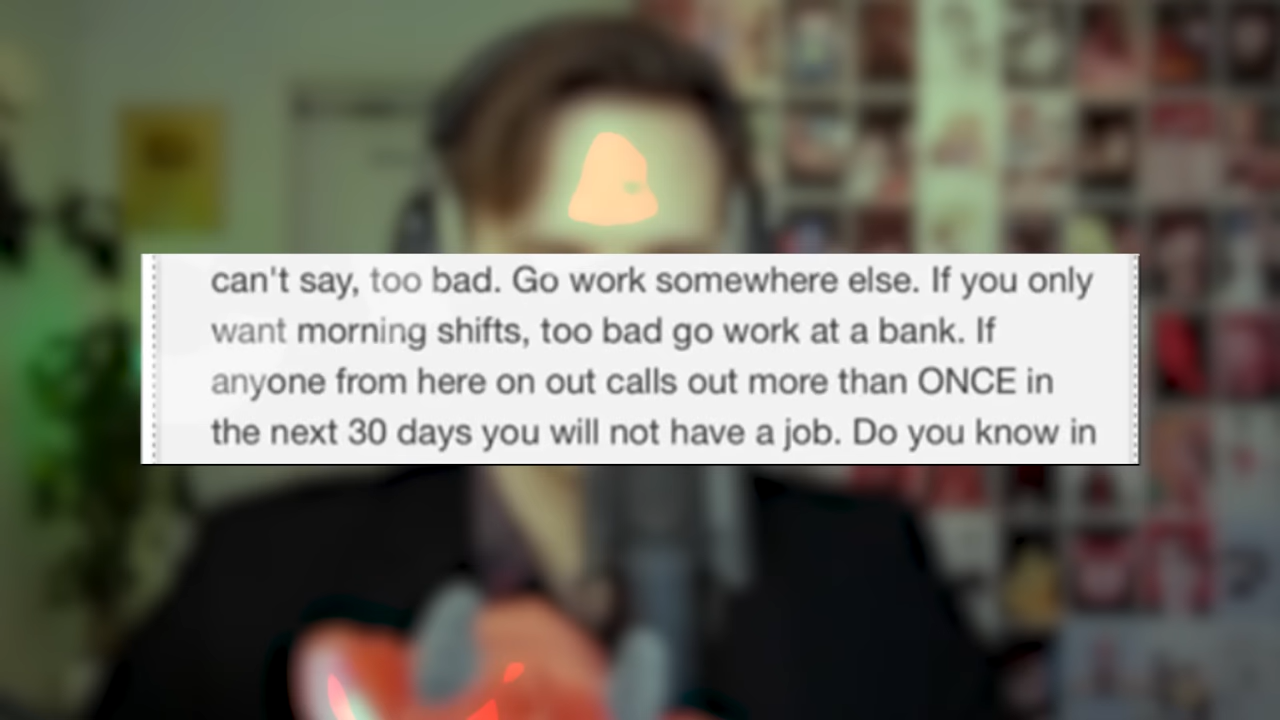 can't say, too bad. Go work somewhere else. If you only
want morning shifts, too bad go work at a bank. If
anyone from here on out calls out more than ONCE in
the next 30 days you will not have a job. Do you know in